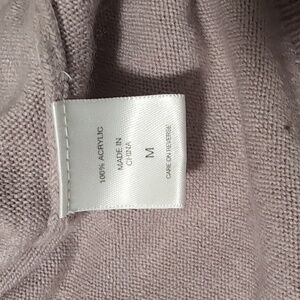 100% ACRYLIC
MADE IN
CHINA
M
CARE ON REVERSE